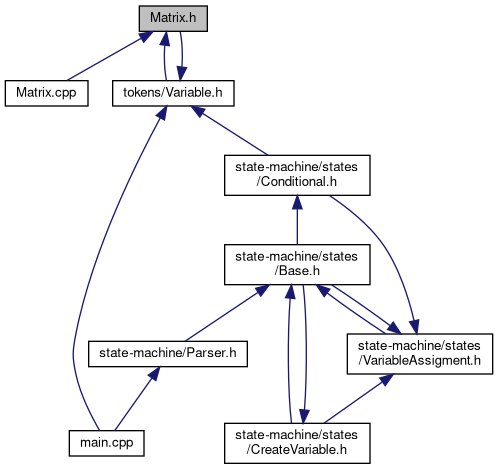 Matrix.h
Matrix.cpp
tokens/Variable.h
state-machine/states
/Conditional.h
state-machine/states
/Base.h
state-machine/Parser.h
state-machine/states
/VariableAssigment.h
main.cpp
state-machine/states
/CreateVariable.h